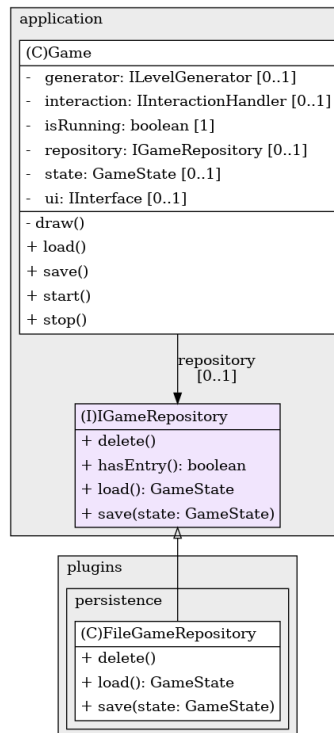 application
(C)Game
- generator: ILevelGenerator [0..1]
- interaction: IInteractionHandler [0..1]
- isRunning: boolean [1]
- repository: IGameRepository [0..1]
- state: GameState [0..1]
- ui: IInterface [0..1]
- draw()
+ load()
+ save()
+ start()
+ stop()
repository
[0..1]
(I)IGameRepository
+ delete()
+ hasEntry(): boolean
+ load(): GameState
+ save(state: GameState)
plugins
persistence
(C)FileGameRepository
+ delete()
+ load(): GameState
+ save(state: GameState)